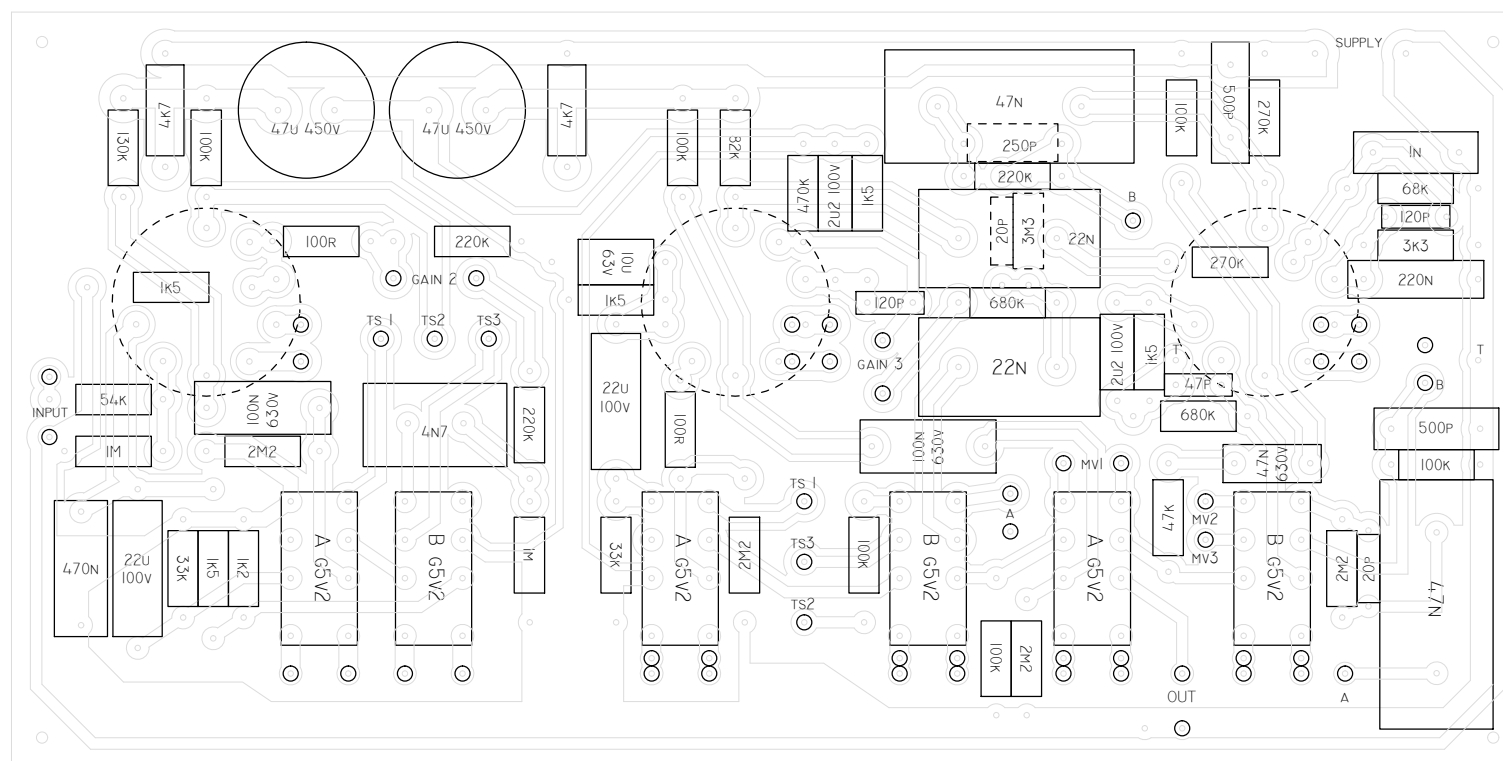 SUPPLY
4K7
47U 450V
47U 450V
4K7
47N
100K
500P
270K
130K
100K
100K
82K
250P
1N
470K
2U2 100V
1K5
220K
68K
20P
3M3
B
120P
100R
220K
22N
3K3
10U
63V
270K
220N
1K5
GAIN 2
1K5
120P
680K
TS 1
TS2
TS3
22N
2U2 100V
1K5
T
T
GAIN 3
47P
B
INPUT
54K
100N
630V
4N7
220K
22U
100V
100R
680K
500P
1M
2M2
100N
630V
MV1
47N
630V
100K
TS 1
A
47K
MV2
470N
22U
100V
33K
1K5
1K2
A G5V2
B G5V2
1M
33K
A G5V2
2M2
TS3
100K
B G5V2
A G5V2
MV3
B G5V2
2M2
20P
47N
TS2
100K
2M2
OUT
A